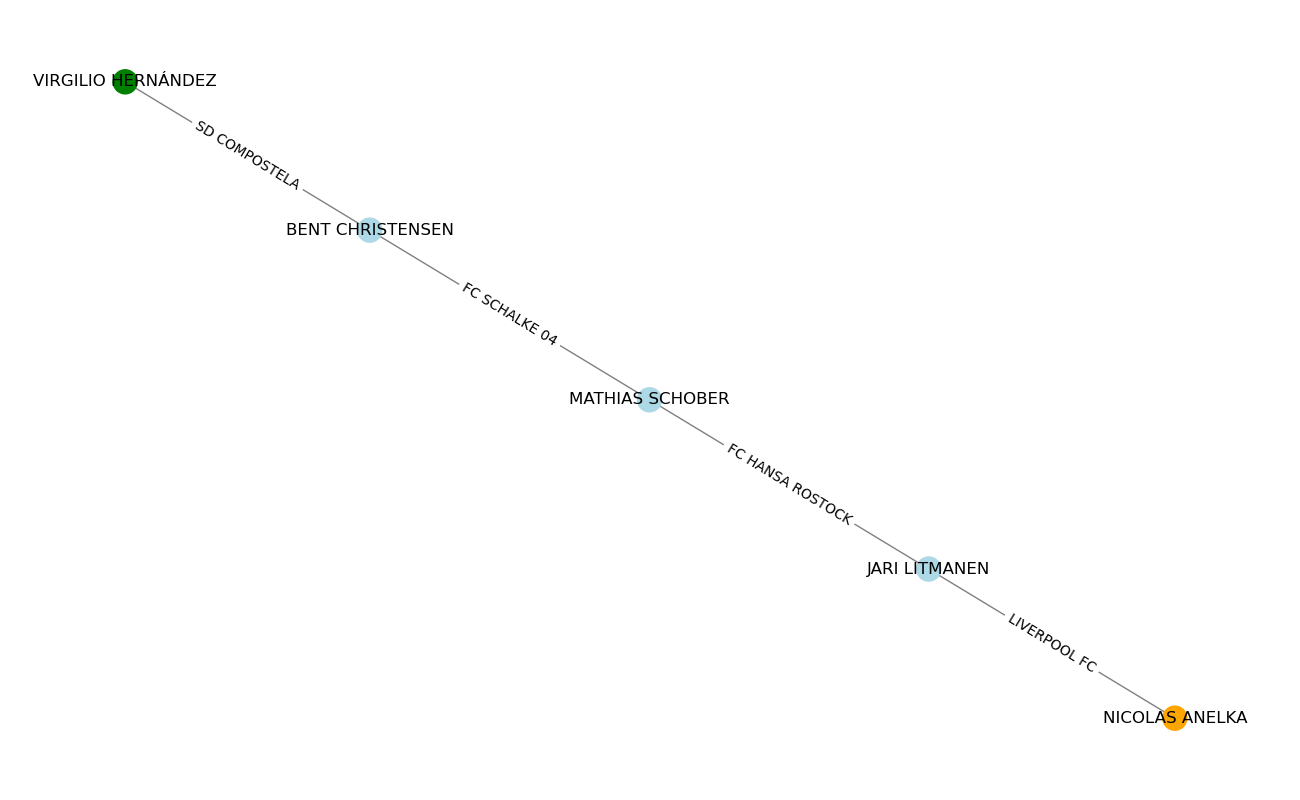 VIRGILIO HERNÁNDEZ
SD COMPOSTELA
BENT CHRISTENSEN
FC SCHALKE 04
MATHIAS SCHOBER
FC HANSA ROSTOCK
JARI LITMANEN
LIVERPOOL FC
NICOLAS ANELKA